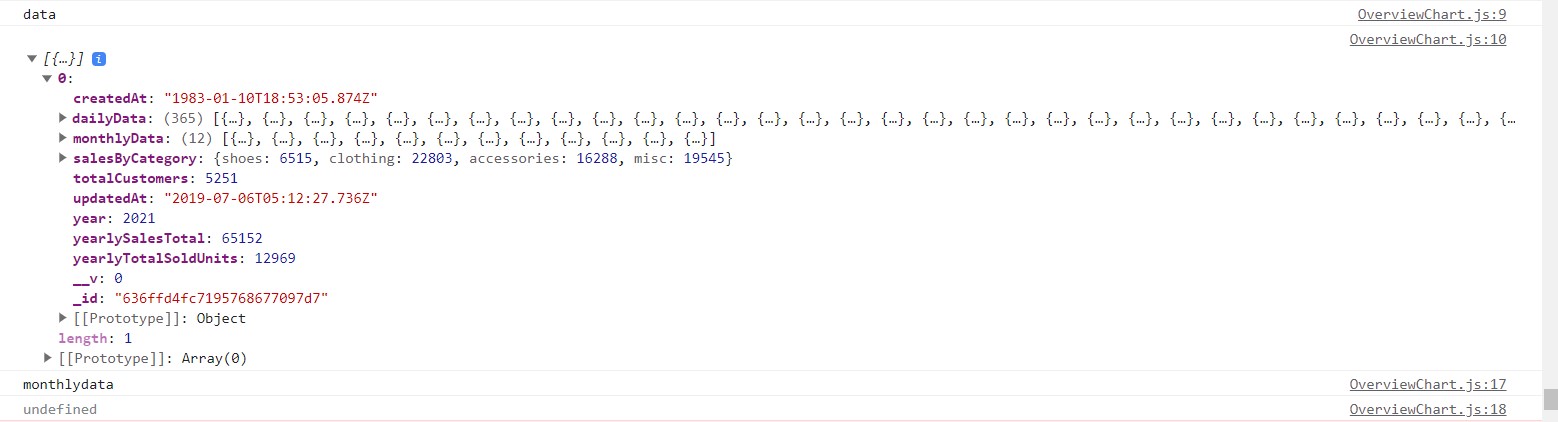 data OverviewChart.js:9
OverviewChart.js:10
▼ [{…}] i
▼ 0:
createdAt: "1983-01-10T18:53:05.874Z"
▶ dailyData: (365) [{…}, {…}, {…}, {…}, {…}, {…}, {…}, {…}, {…}, {…}, {…}, {…}, {…}, {…}, {…}, {…}, {…}, {…}, {…}, {…}, {…}, {…}, {…}, {…}, {…}, {…}, {…}, {…}, {…}, {…}, {…}, {…
▶ monthlyData: (12) [{…}, {…}, {…}, {…}, {…}, {…}, {…}, {…}, {…}, {…}, {…}, {…}]
▶ salesByCategory: {shoes: 6515, clothing: 22803, accessories: 16288, misc: 19545}
totalCustomers: 5251
updatedAt: "2019-07-06T05:12:27.736Z"
year: 2021
yearlySalesTotal: 65152
yearlyTotalSoldUnits: 12969
__v: 0
_id: "636ffd4fc7195768677097d7"
▶ [[Prototype]]: Object
length: 1
▶ [[Prototype]]: Array(0)
monthlydata OverviewChart.js:17
undefined OverviewChart.js:18